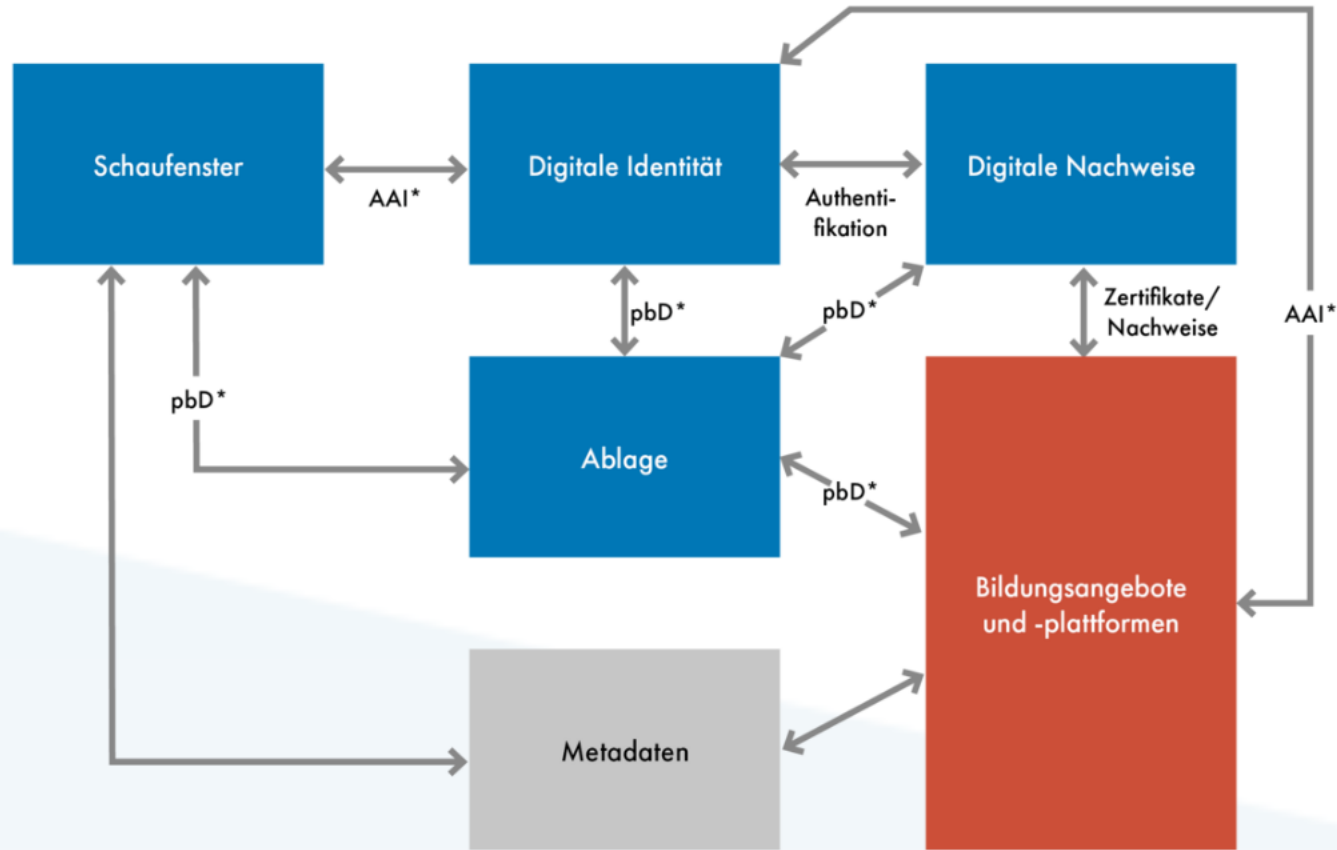 Schaufenster
AAI*
Digitale Identität
Authenti-
fikation
Digitale Nachweise
pbD*
pbD*
Zertifikate/
Nachweise
AAI*
pbD*
Ablage
pbD*
Bildungsangebote
und -plattformen
Metadaten